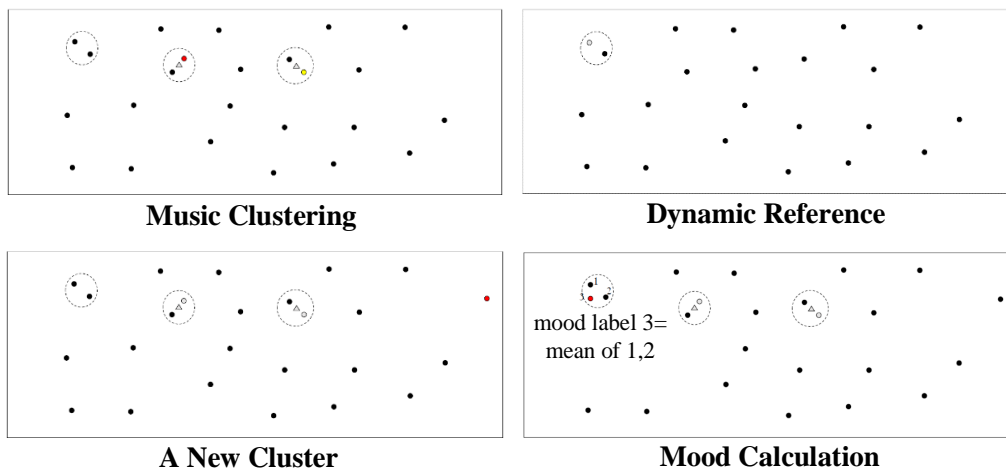 Music Clustering
Dynamic Reference
1
3 2
mood label 3=
mean of 1,2
A New Cluster
Mood Calculation